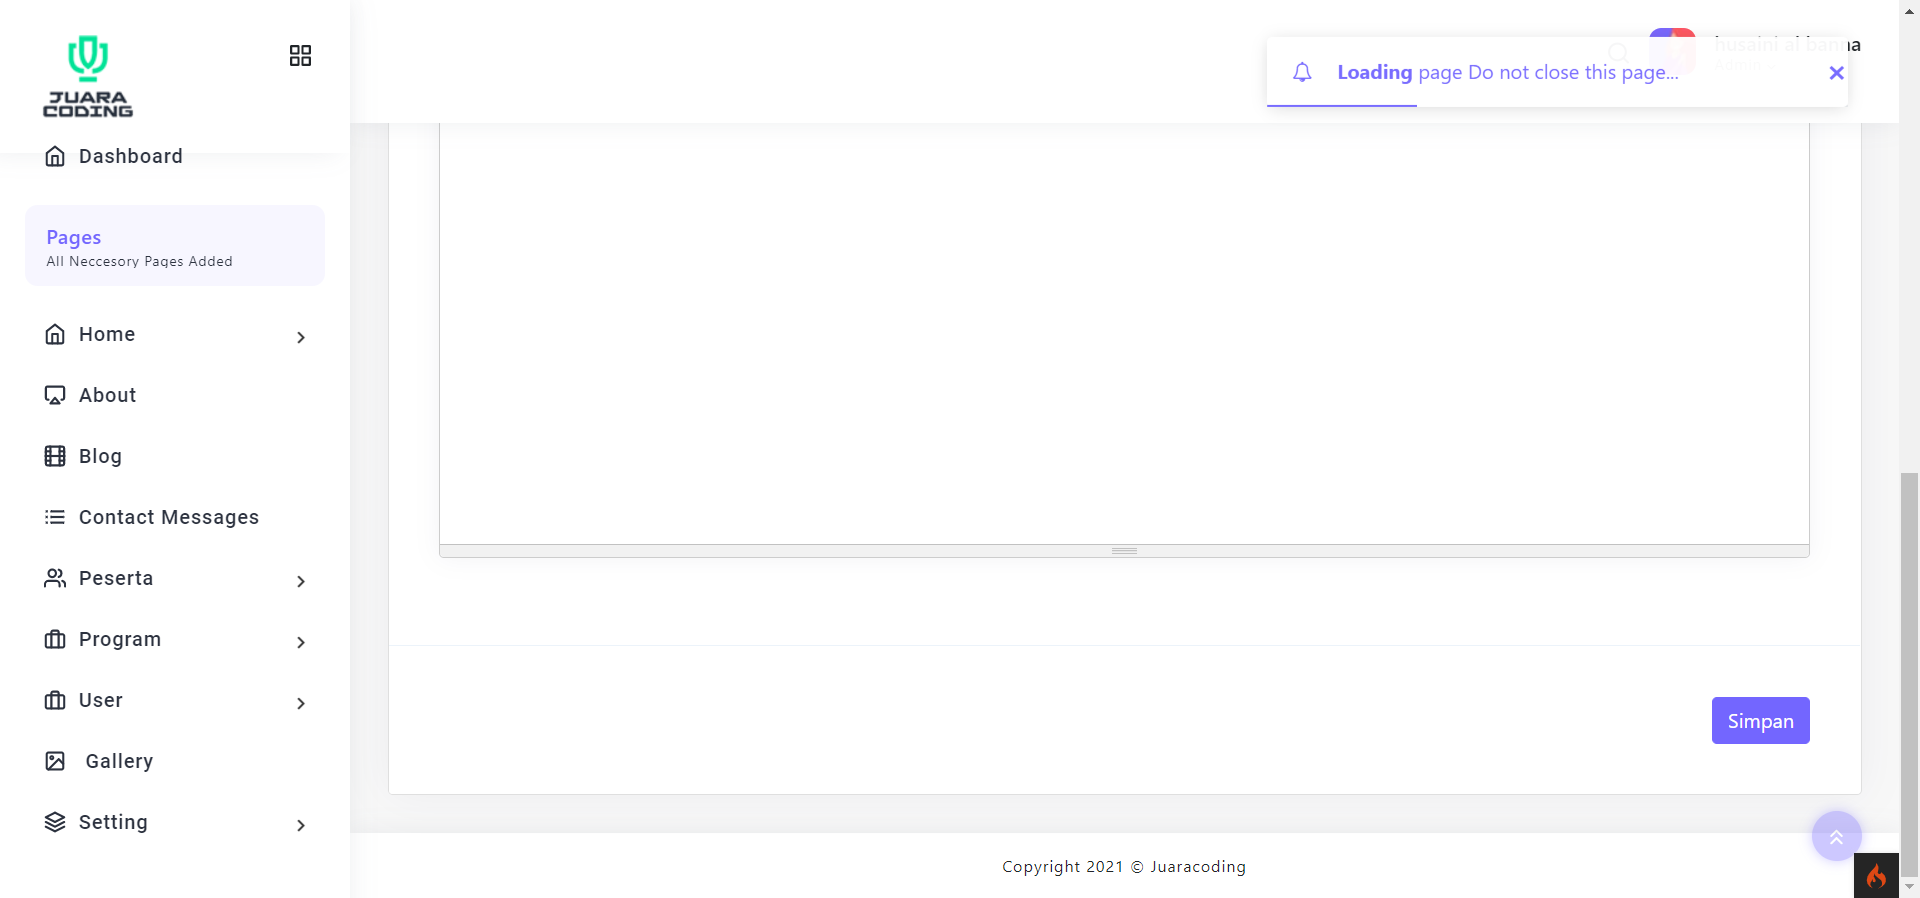 JUARA
CODING
husaini al banna
Loading page Do not close this page...
Dashboard
Pages
All Neccesory Pages Added
Home
About
Blog
Contact Messages
Peserta
Program
User
Gallery
Setting
Simpan
Copyright 2021 © Juaracoding